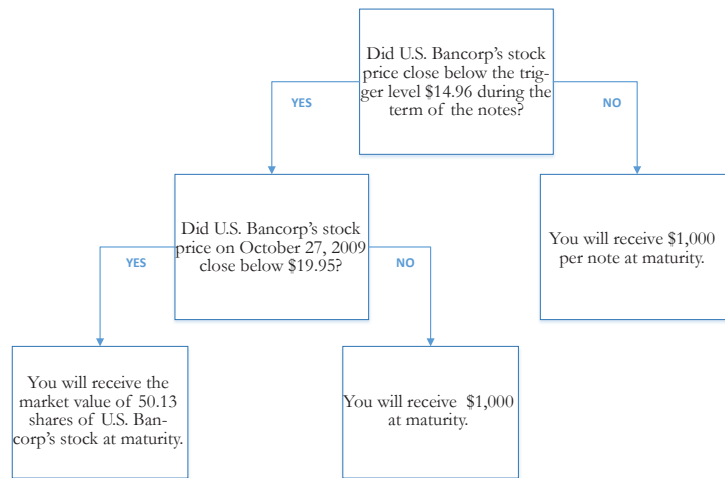 Did U.S. Bancorp’s stock
price close below the trig-
ger level $14.96 during the
term of the notes?
YES
NO
Did U.S. Bancorp’s stock
price on October 27, 2009
close below $19.95?
You will receive $1,000
per note at maturity.
YES
NO
You will receive the
market value of 50.13
shares of U.S. Ban-
corp’s stock at maturity.
You will receive $1,000
at maturity.